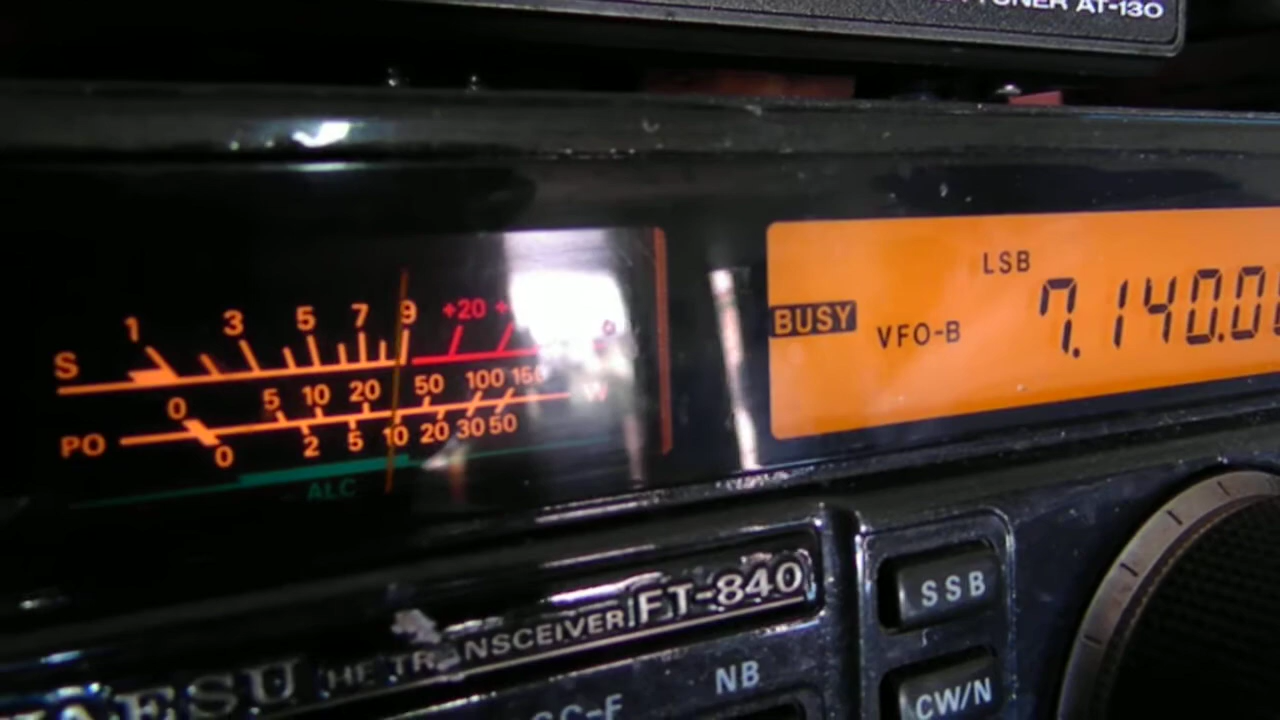 TUNER AT-130
1 3 5 7 9 +20
S
5 10 20 50 100 150 W
0
PO
0 2 5 10 20 30 50
ALC
LSB
BUSY VFO-B 7.140.0
YAESU HF TRANSCEIVER FT-840
SSB
NB
CW/N